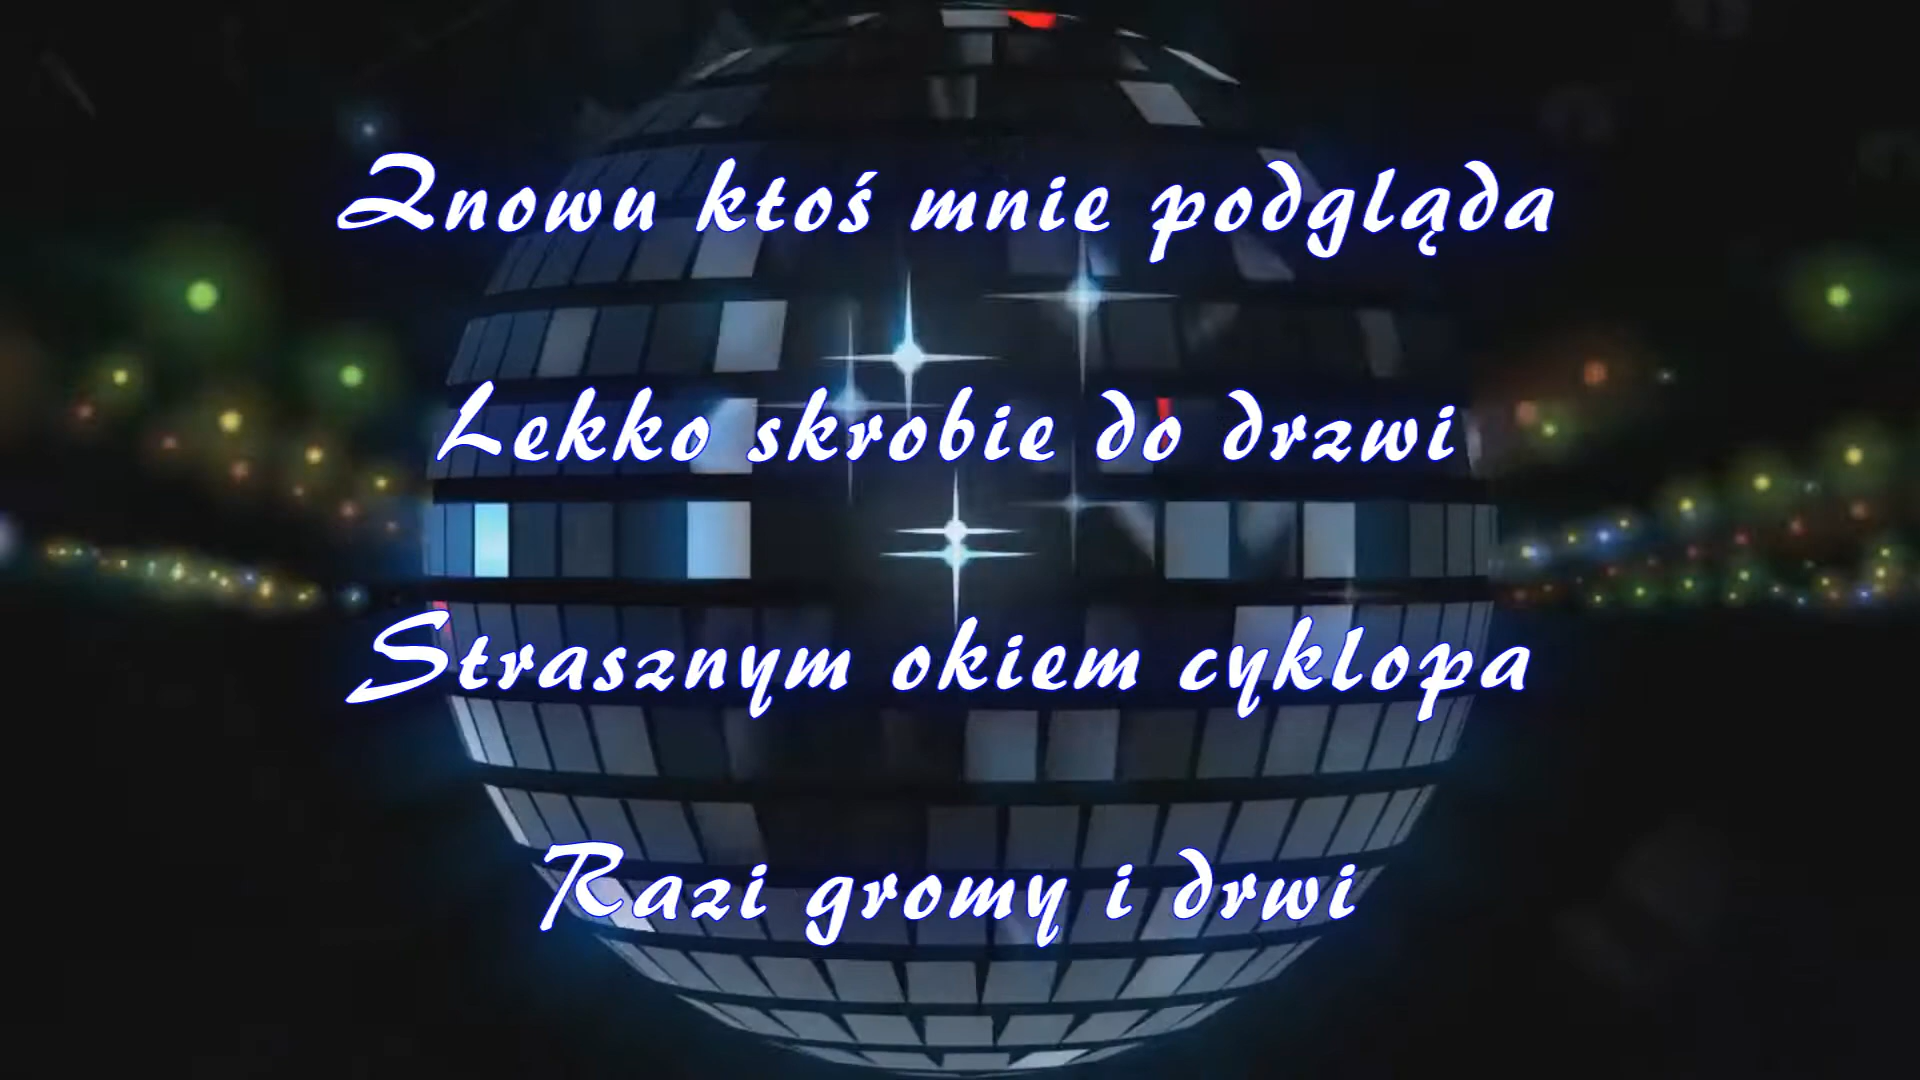 Znowu ktoś mnie podgląda
Lekko skrobie do drzwi
Strasznym okiem cyklopa
Razi gromy i drwi